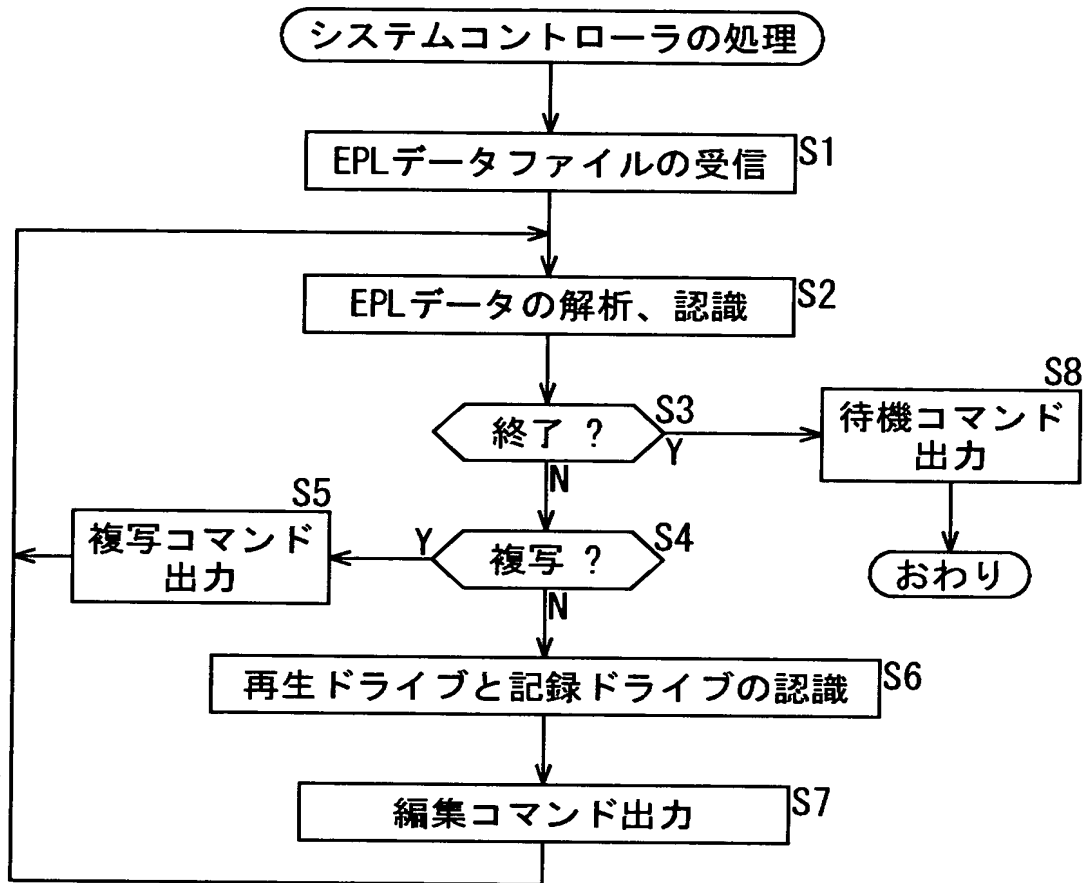 システムコントローラの処理
EPLデータファイルの受信
S1
EPLデータの解析、認識
S2
終了 ?
S3
Y
N
S8
待機コマンド
出力
おわり
複写 ?
S4
Y
N
S5
複写コマンド
出力
再生ドライブと記録ドライブの認識
S6
編集コマンド出力
S7